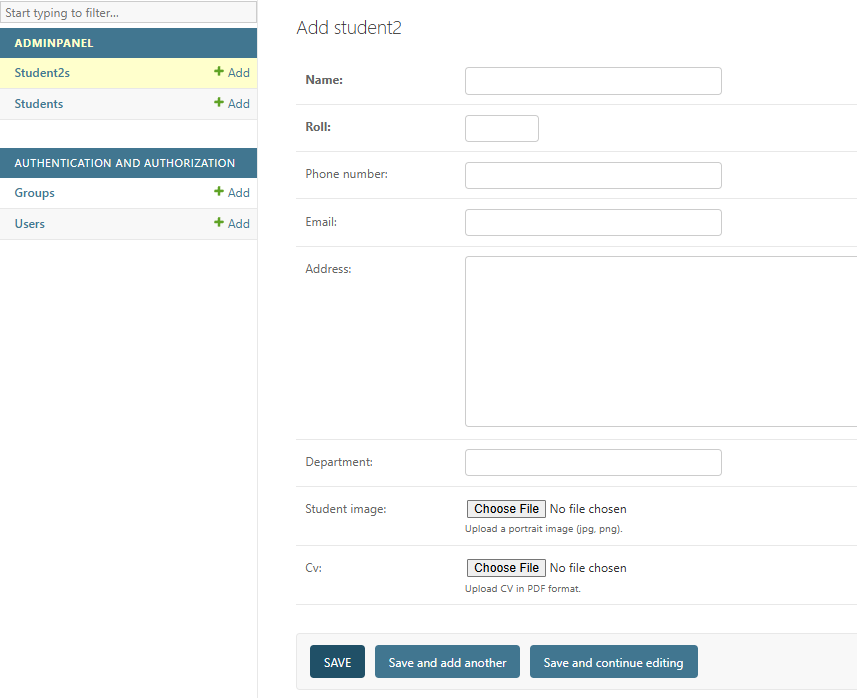 Start typing to filter...
ADMINPANEL
Student2s + Add
Students + Add
AUTHENTICATION AND AUTHORIZATION
Groups + Add
Users + Add
Add student2
Name:
Roll:
Phone number:
Email:
Address:
Department:
Student image: Choose File No file chosen
Upload a portrait image (jpg, png).
Cv: Choose File No file chosen
Upload CV in PDF format.
SAVE Save and add another Save and continue editing